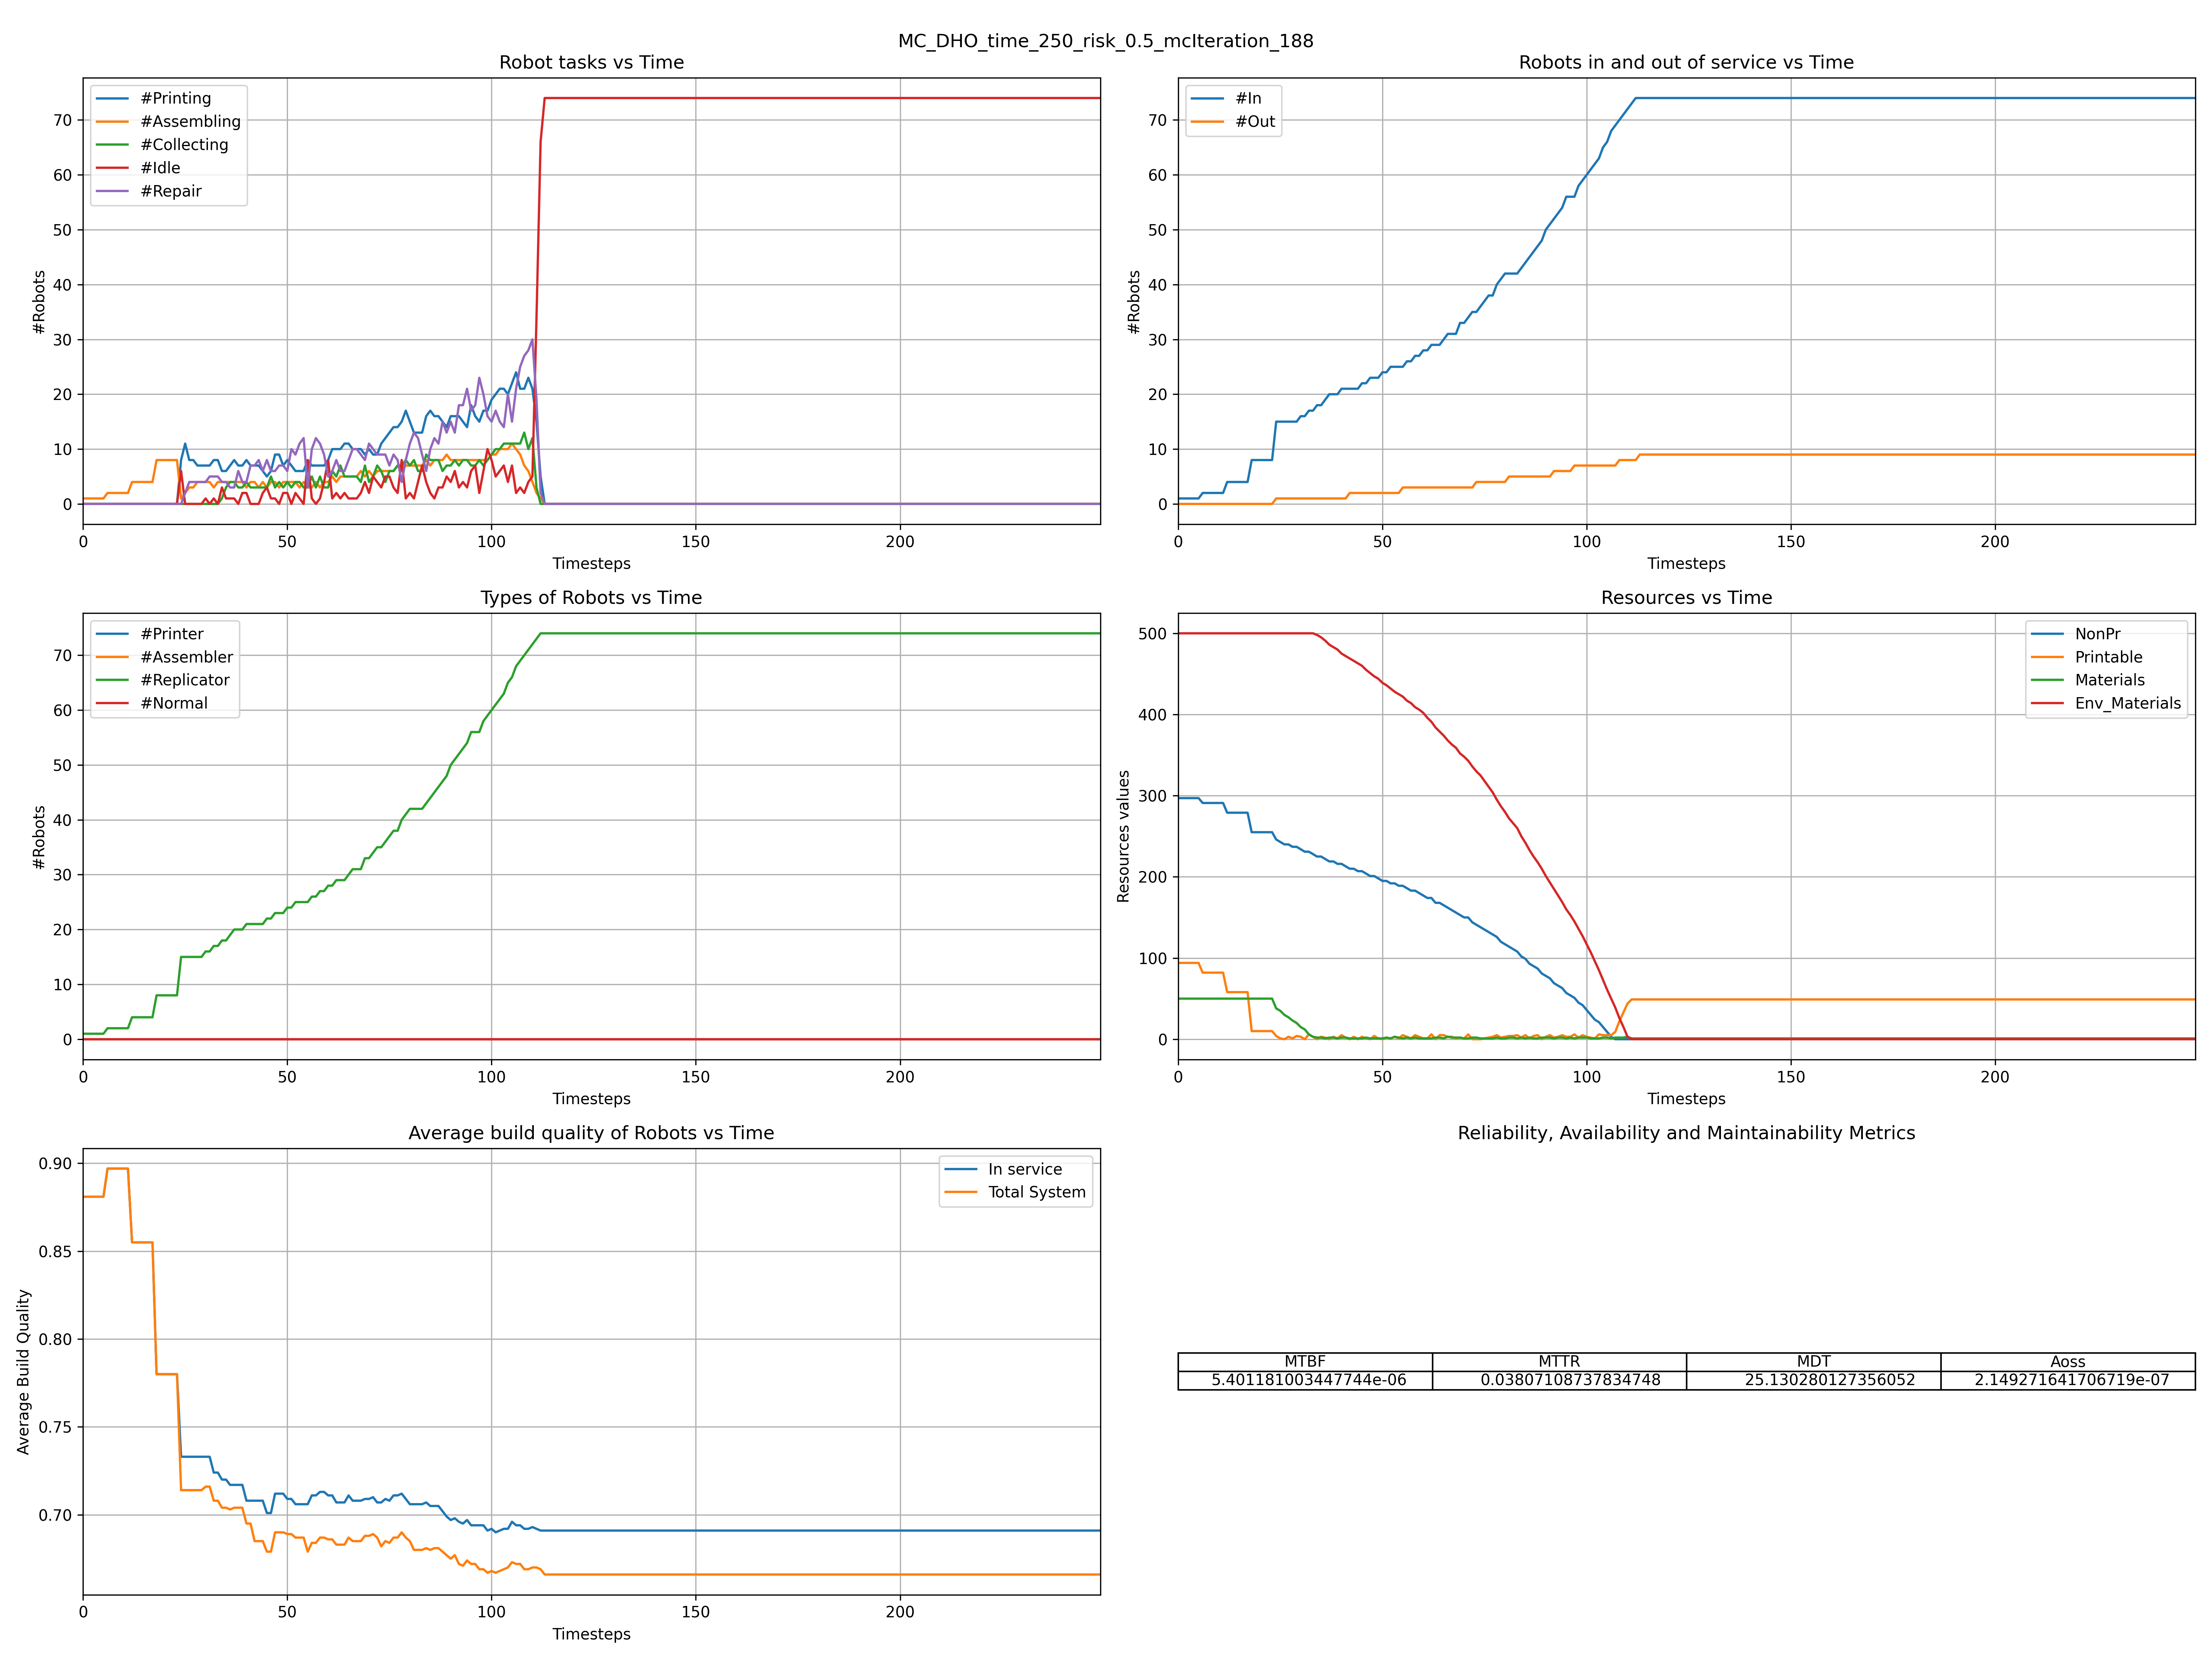 MC_DHO_time_250_risk_0.5_mcIteration_188
Robot tasks vs Time
#Printing
#Assembling
#Collecting
#Idle
#Repair
#Robots
70
60
50
40
30
20
10
0
0 50 100 150 200
Timesteps
Robots in and out of service vs Time
#In
#Out
#Robots
70
60
50
40
30
20
10
0
0 50 100 150 200
Timesteps
Types of Robots vs Time
#Printer
#Assembler
#Replicator
#Normal
#Robots
70
60
50
40
30
20
10
0
0 50 100 150 200
Timesteps
Resources vs Time
NonPr
Printable
Materials
Env_Materials
Resources values
500
400
300
200
100
0
0 50 100 150 200
Timesteps
Average build quality of Robots vs Time
In service
Total System
Average Build Quality
0.90
0.85
0.80
0.75
0.70
0 50 100 150 200
Timesteps
Reliability, Availability and Maintainability Metrics
MTBF MTTR MDT Aoss
5.401181003447744e-06 0.03807108737834748 25.130280127356052 2.149271641706719e-07